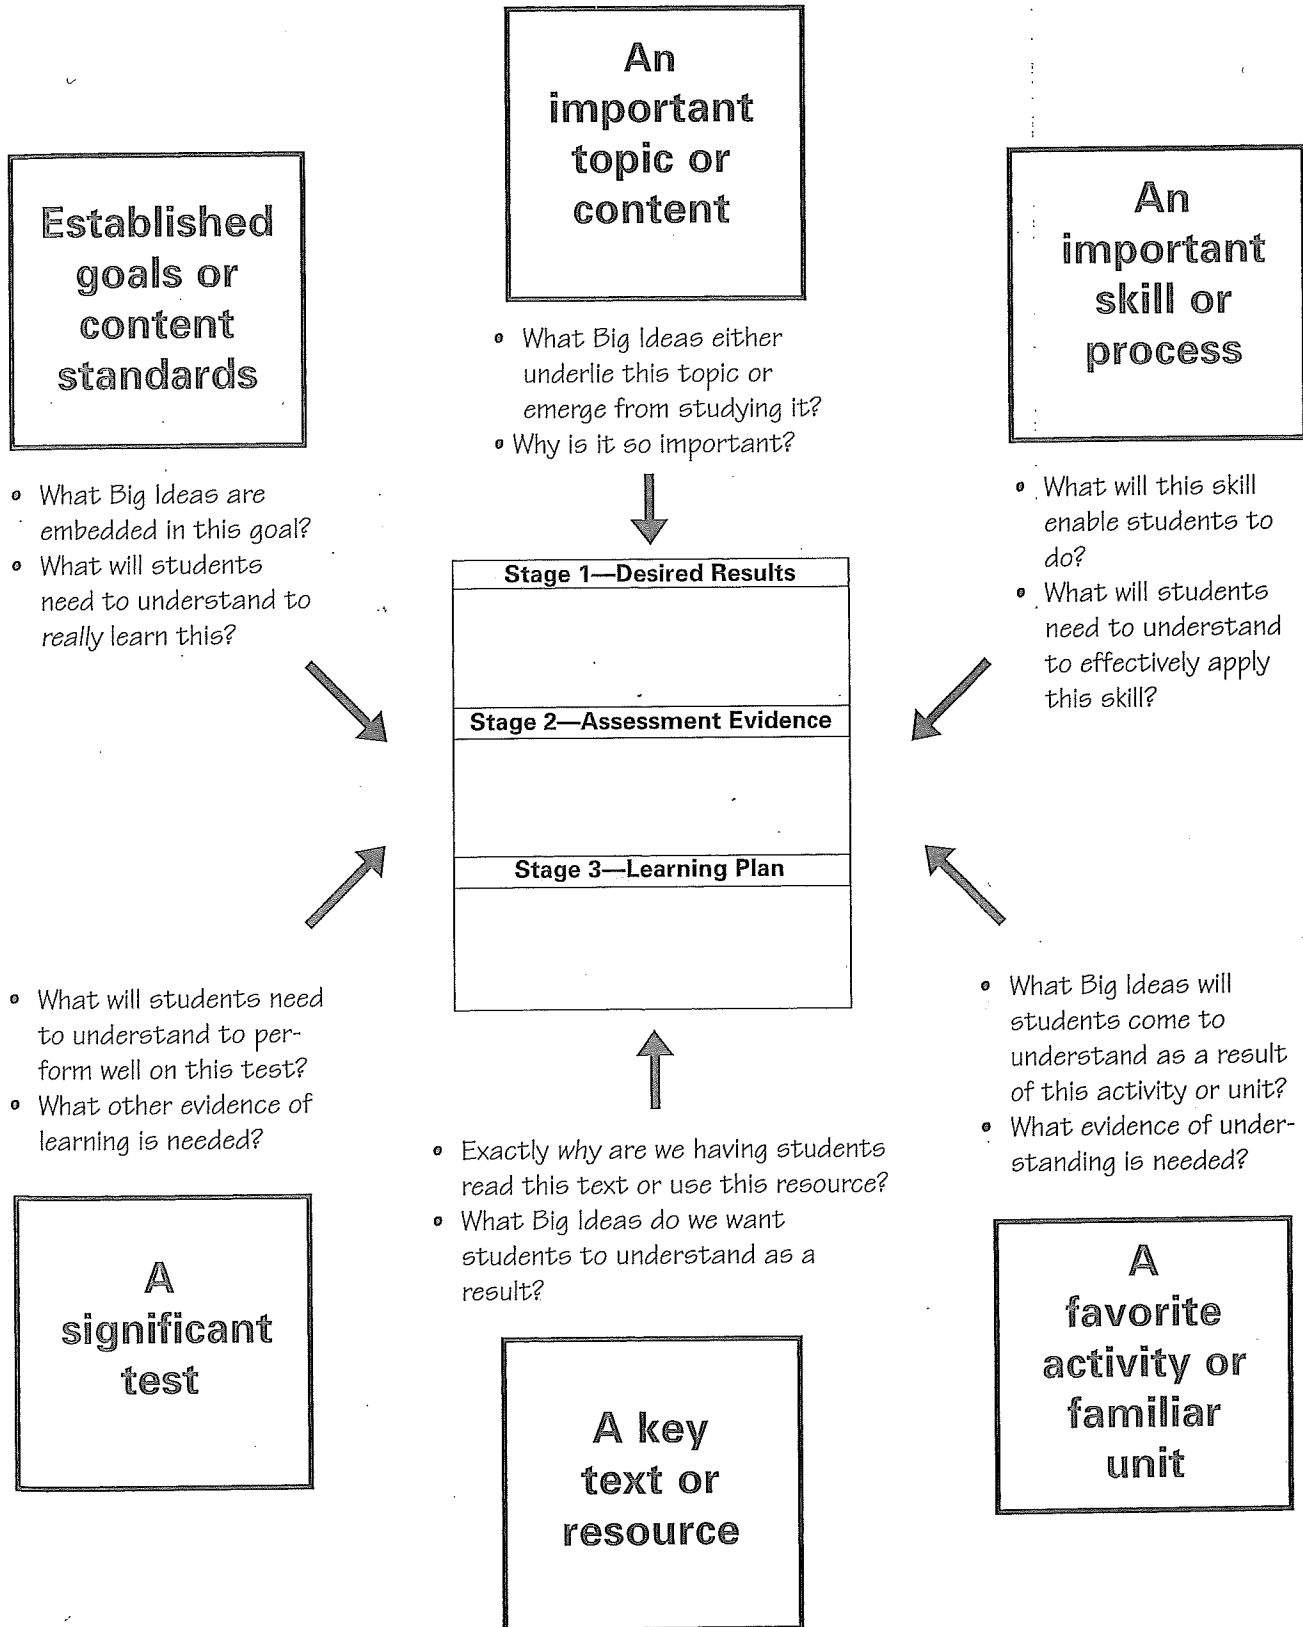 An
important
topic or
content
Established
goals or
content
standards
An
important
skill or
process
• What Big Ideas either
underlie this topic or
emerge from studying it?
• Why is it so important?
• What Big Ideas are
embedded in this goal?
• What will students
need to understand to
really learn this?
• What will this skill
enable students to
do?
• What will students
need to understand
to effectively apply
this skill?
Stage 1—Desired Results
Stage 2—Assessment Evidence
Stage 3—Learning Plan
• What will students need
to understand to per-
form well on this test?
• What other evidence of
learning is needed?
• Exactly why are we having students
read this text or use this resource?
• What Big Ideas do we want
students to understand as a
result?
• What Big Ideas will
students come to
understand as a result
of this activity or unit?
• What evidence of under-
standing is needed?
A
significant
test
A key
text or
resource
A
favorite
activity or
familiar
unit